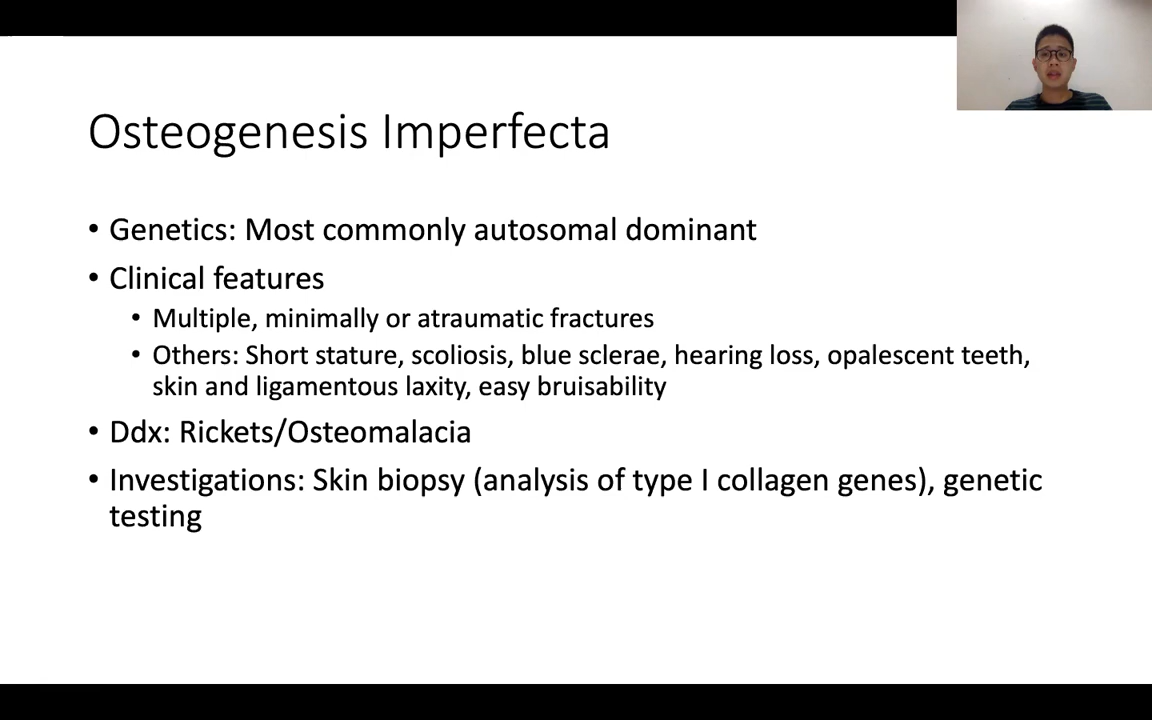 Osteogenesis Imperfecta
• Genetics: Most commonly autosomal dominant
• Clinical features
• Multiple, minimally or atraumatic fractures
• Others: Short stature, scoliosis, blue sclerae, hearing loss, opalescent teeth,
skin and ligamentous laxity, easy bruisability
• Ddx: Rickets/Osteomalacia
• Investigations: Skin biopsy (analysis of type I collagen genes), genetic
testing